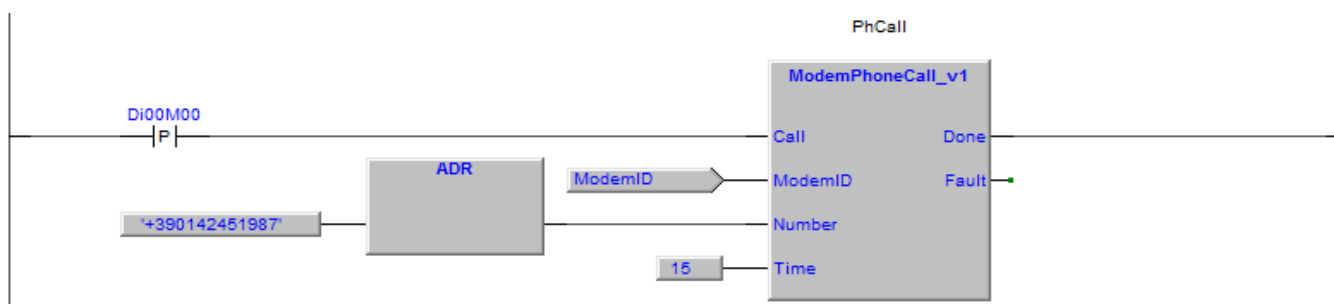 PhCall
ModemPhoneCall_v1
Di00M00
P
Call Done
ADR
ModemID ModemID Fault
'+390142451987' Number
15 Time